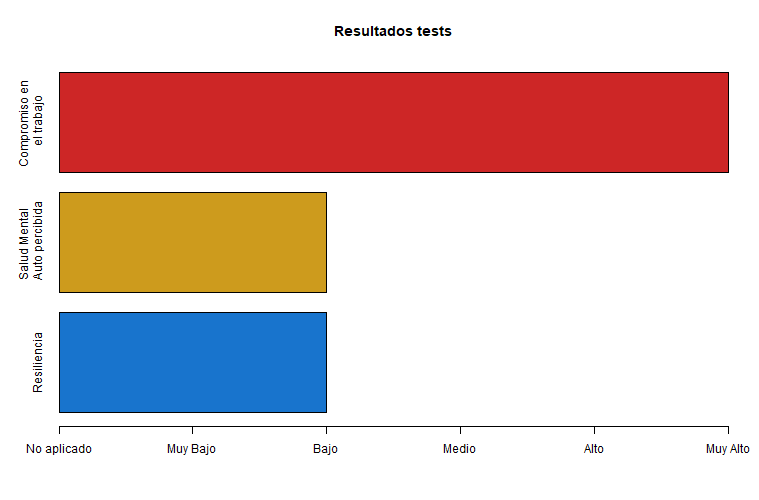 Resultados tests
Compromiso en
el trabajo
Salud Mental
Auto percibida
Resiliencia
No aplicado
Muy Bajo
Bajo
Medio
Alto
Muy Alto